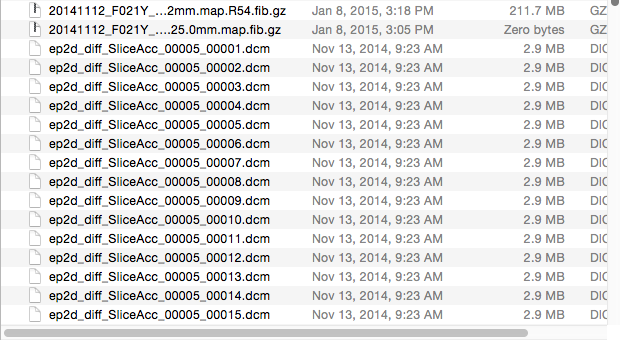 20141112_F021Y_...2mm.map.R54.fib.gz Jan 8, 2015, 3:18 PM 211.7 MB GZ
20141112_F021Y_...25.0mm.map.fib.gz Jan 8, 2015, 3:05 PM Zero bytes GZ
ep2d_diff_SliceAcc_00005_00001.dcm Nov 13, 2014, 9:23 AM 2.9 MB DIC
ep2d_diff_SliceAcc_00005_00002.dcm Nov 13, 2014, 9:23 AM 2.9 MB DIC
ep2d_diff_SliceAcc_00005_00003.dcm Nov 13, 2014, 9:23 AM 2.9 MB DIC
ep2d_diff_SliceAcc_00005_00004.dcm Nov 13, 2014, 9:23 AM 2.9 MB DIC
ep2d_diff_SliceAcc_00005_00005.dcm Nov 13, 2014, 9:23 AM 2.9 MB DIC
ep2d_diff_SliceAcc_00005_00006.dcm Nov 13, 2014, 9:23 AM 2.9 MB DIC
ep2d_diff_SliceAcc_00005_00007.dcm Nov 13, 2014, 9:23 AM 2.9 MB DIC
ep2d_diff_SliceAcc_00005_00008.dcm Nov 13, 2014, 9:23 AM 2.9 MB DIC
ep2d_diff_SliceAcc_00005_00009.dcm Nov 13, 2014, 9:23 AM 2.9 MB DIC
ep2d_diff_SliceAcc_00005_00010.dcm Nov 13, 2014, 9:23 AM 2.9 MB DIC
ep2d_diff_SliceAcc_00005_00011.dcm Nov 13, 2014, 9:23 AM 2.9 MB DIC
ep2d_diff_SliceAcc_00005_00012.dcm Nov 13, 2014, 9:23 AM 2.9 MB DIC
ep2d_diff_SliceAcc_00005_00013.dcm Nov 13, 2014, 9:23 AM 2.9 MB DIC
ep2d_diff_SliceAcc_00005_00014.dcm Nov 13, 2014, 9:23 AM 2.9 MB DIC
ep2d_diff_SliceAcc_00005_00015.dcm Nov 13, 2014, 9:23 AM 2.9 MB DIC